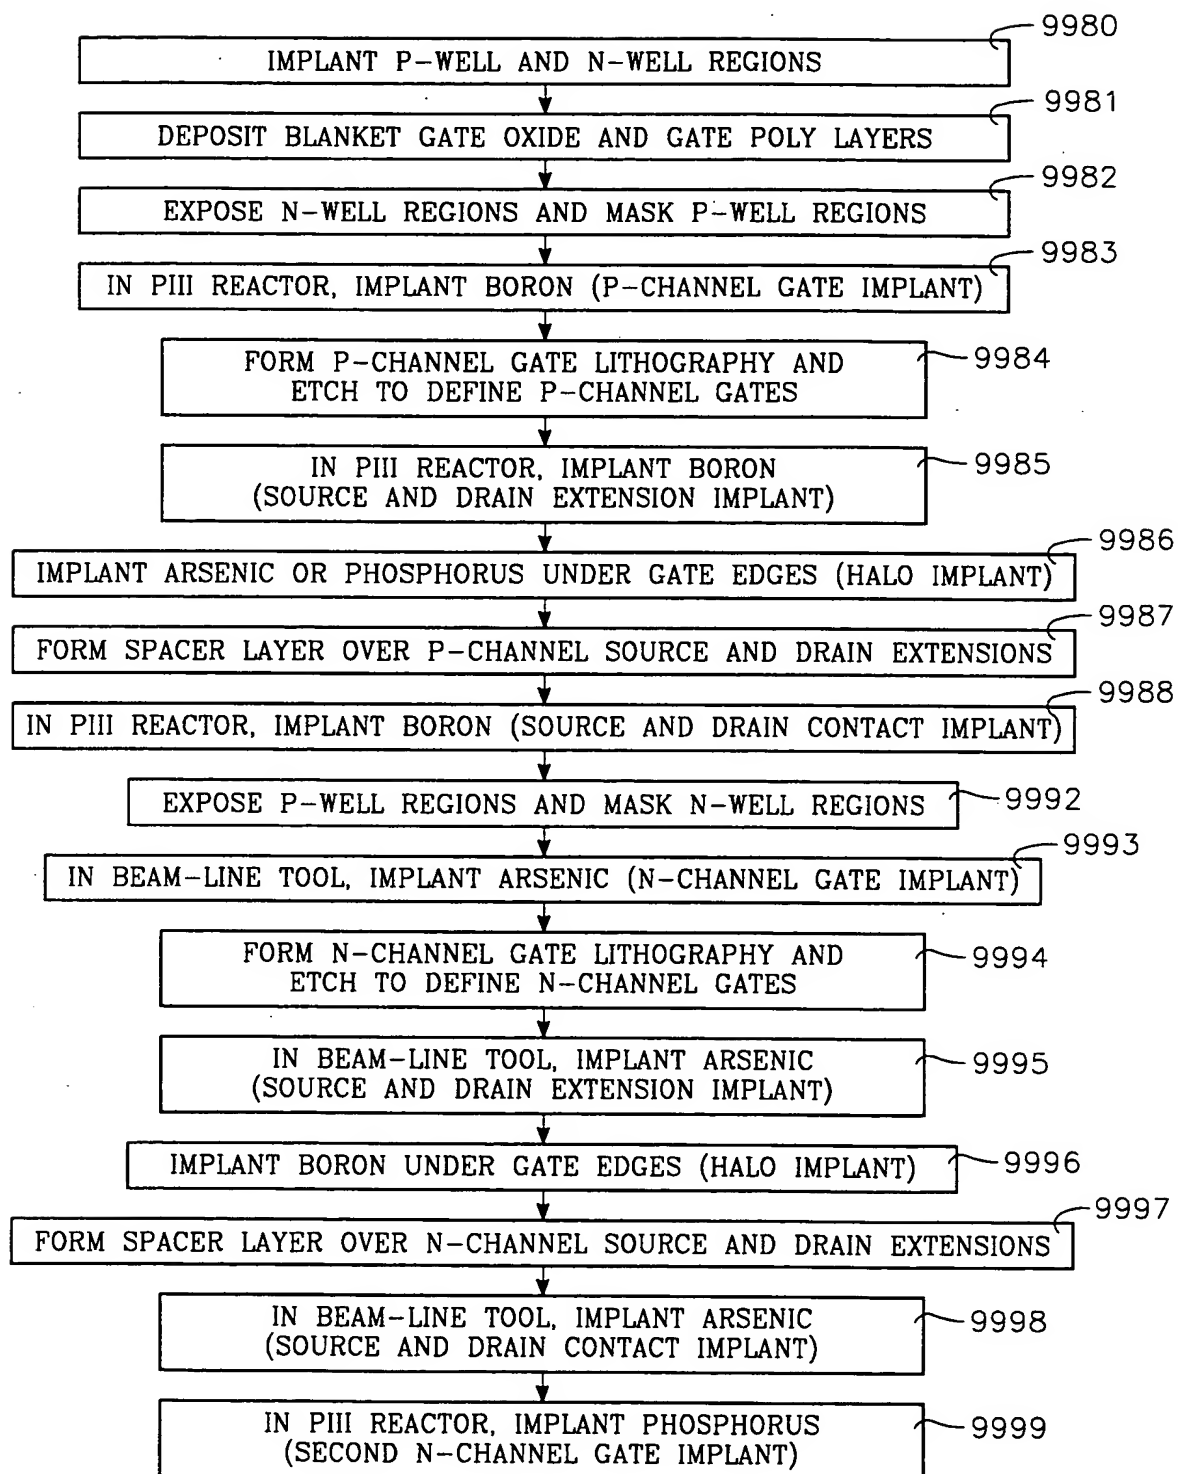 9980
IMPLANT P-WELL AND N-WELL REGIONS
9981
DEPOSIT BLANKET GATE OXIDE AND GATE POLY LAYERS
9982
EXPOSE N-WELL REGIONS AND MASK P-WELL REGIONS
9983
IN PIII REACTOR, IMPLANT BORON (P-CHANNEL GATE IMPLANT)
FORM P-CHANNEL GATE LITHOGRAPHY AND
ETCH TO DEFINE P-CHANNEL GATES
9984
IN PIII REACTOR, IMPLANT BORON
(SOURCE AND DRAIN EXTENSION IMPLANT)
9985
9986
IMPLANT ARSENIC OR PHOSPHORUS UNDER GATE EDGES (HALO IMPLANT)
9987
FORM SPACER LAYER OVER P-CHANNEL SOURCE AND DRAIN EXTENSIONS
9988
IN PIII REACTOR, IMPLANT BORON (SOURCE AND DRAIN CONTACT IMPLANT)
EXPOSE P-WELL REGIONS AND MASK N-WELL REGIONS
9992
9993
IN BEAM-LINE TOOL, IMPLANT ARSENIC (N-CHANNEL GATE IMPLANT)
FORM N-CHANNEL GATE LITHOGRAPHY AND
ETCH TO DEFINE N-CHANNEL GATES
9994
IN BEAM-LINE TOOL, IMPLANT ARSENIC
(SOURCE AND DRAIN EXTENSION IMPLANT)
9995
IMPLANT BORON UNDER GATE EDGES (HALO IMPLANT)
9996
9997
FORM SPACER LAYER OVER N-CHANNEL SOURCE AND DRAIN EXTENSIONS
IN BEAM-LINE TOOL, IMPLANT ARSENIC
(SOURCE AND DRAIN CONTACT IMPLANT)
9998
IN PIII REACTOR, IMPLANT PHOSPHORUS
(SECOND N-CHANNEL GATE IMPLANT)
9999